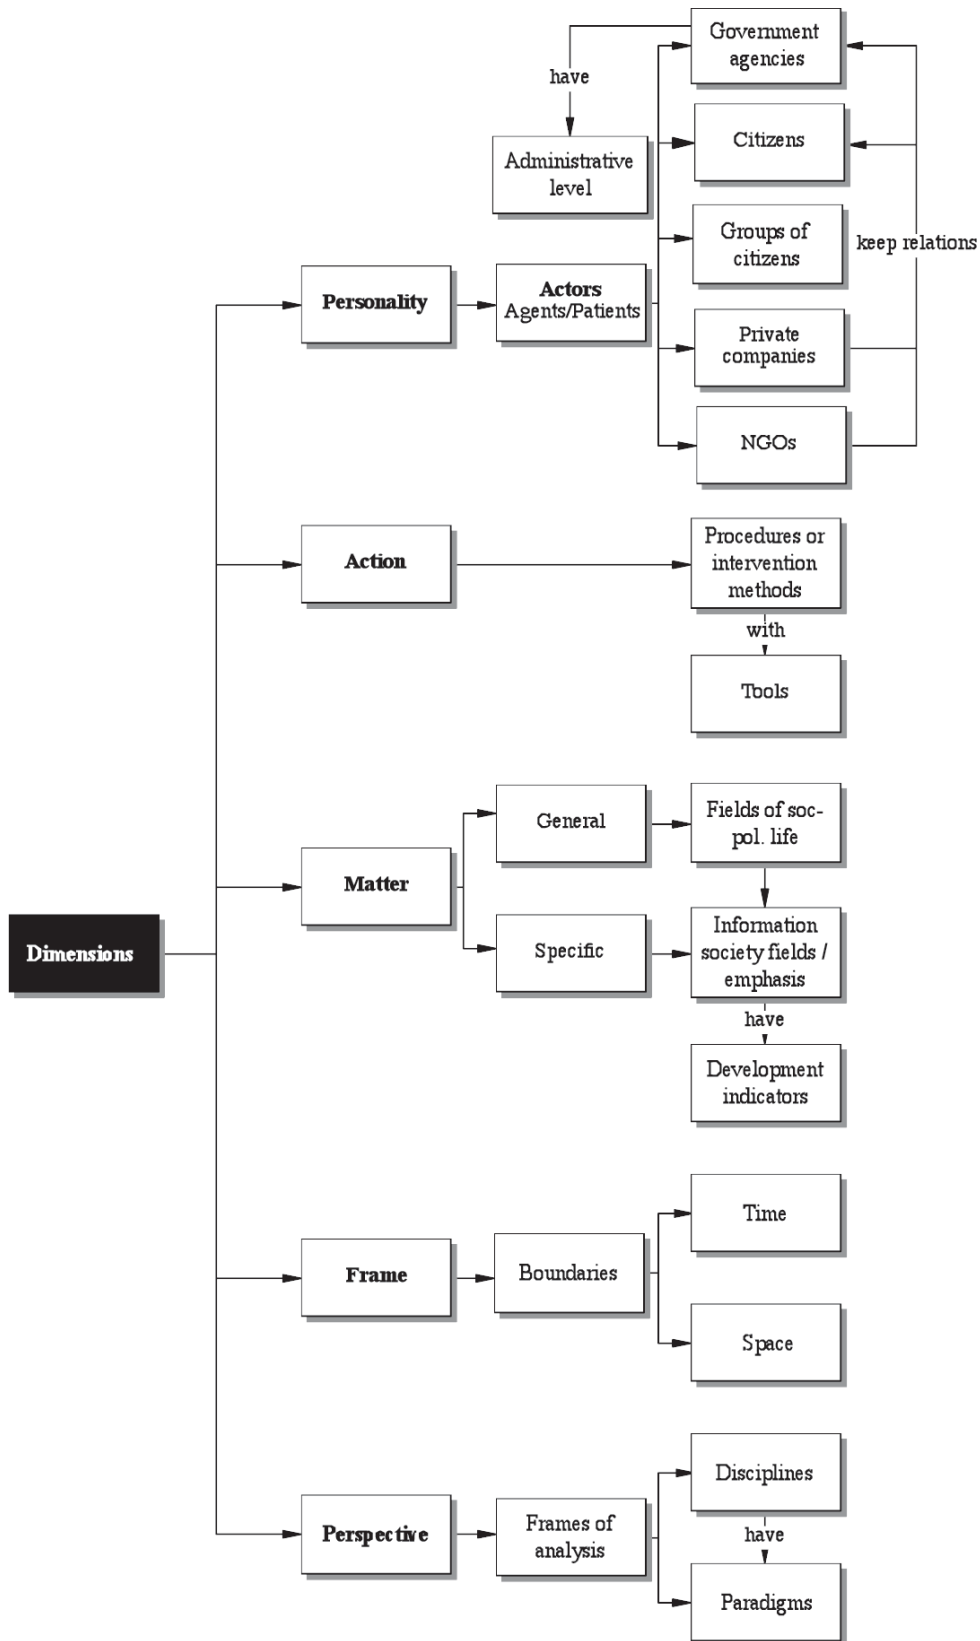 Government
agencies
have
Citizens
Administrative
level
Groups of
citizens
keep relations
Personality
Actors
Agents/Patients
Private
companies
NGOs
Action
Procedures or
intervention
methods
with
Tools
General
Fields of soc-
pol. life
Matter
Dimensions
Specific
Information
society fields /
emphasis
have
Development
indicators
Time
Frame
Boundaries
Space
Disciplines
Perspective
Frames of
analysis
have
Paradigms